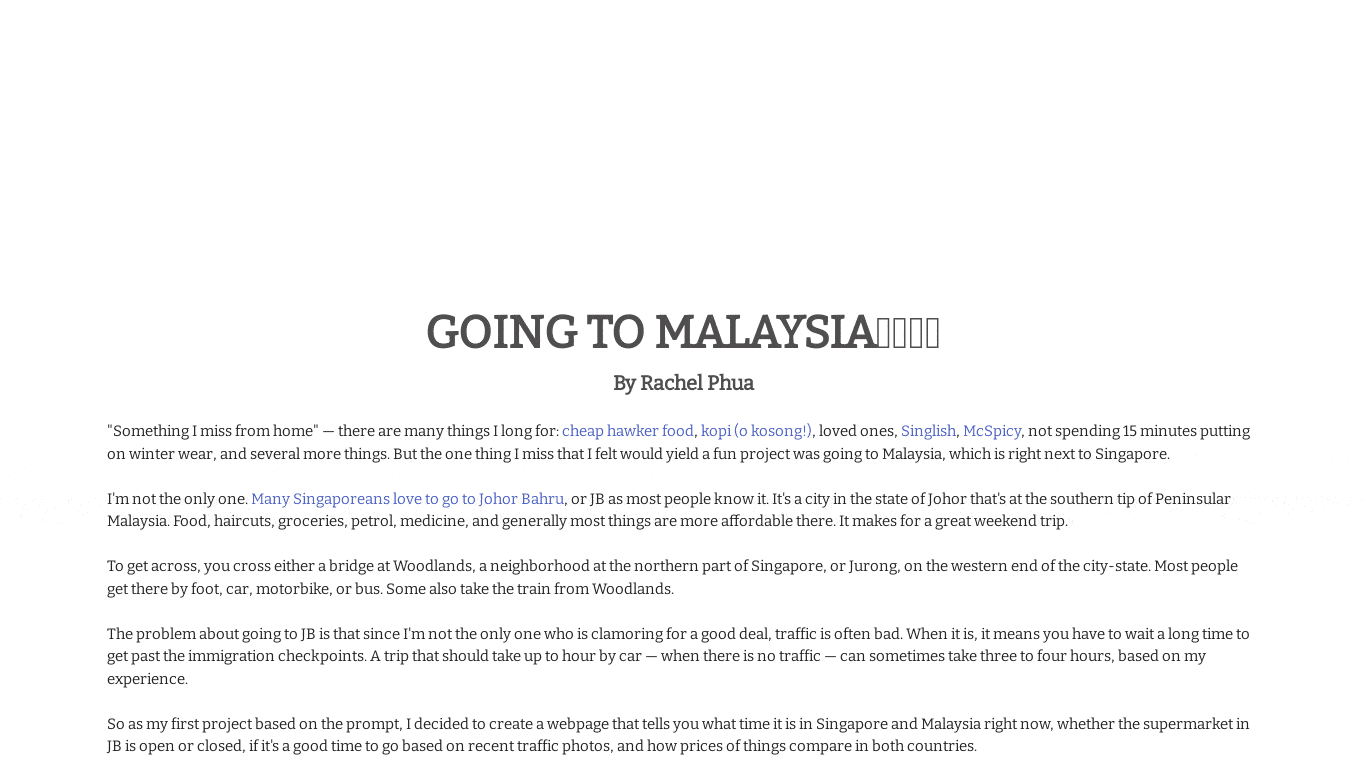 GOING TO MALAYSIA
By Rachel Phua
"Something I miss from home" — there are many things I long for: cheap hawker food, kopi (o kosong!), loved ones, Singlish, McSpicy, not spending 15 minutes putting
on winter wear, and several more things. But the one thing I miss that I felt would yield a fun project was going to Malaysia, which is right next to Singapore.
I'm not the only one. Many Singaporeans love to go to Johor Bahru, or JB as most people know it. It's a city in the state of Johor that's at the southern tip of Peninsular
Malaysia. Food, haircuts, groceries, petrol, medicine, and generally most things are more affordable there. It makes for a great weekend trip.
To get across, you cross either a bridge at Woodlands, a neighborhood at the northern part of Singapore, or Jurong, on the western end of the city-state. Most people
get there by foot, car, motorbike, or bus. Some also take the train from Woodlands.
The problem about going to JB is that since I'm not the only one who is clamoring for a good deal, traffic is often bad. When it is, it means you have to wait a long time to
get past the immigration checkpoints. A trip that should take up to hour by car — when there is no traffic — can sometimes take three to four hours, based on my
experience.
So as my first project based on the prompt, I decided to create a webpage that tells you what time it is in Singapore and Malaysia right now, whether the supermarket in
JB is open or closed, if it's a good time to go based on recent traffic photos, and how prices of things compare in both countries.